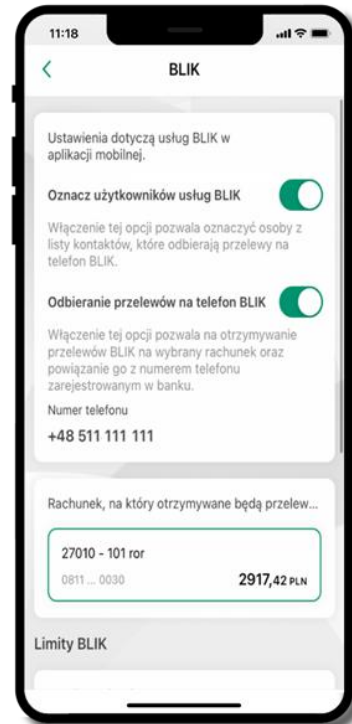 11:18
BLIK
Ustawienia dotyczą usług BLIK w
aplikacji mobilnej.
Oznacz użytkowników usług BLIK
Włączenie tej opcji pozwala oznaczyć osoby z
listy kontaktów, które odbierają przelewy na
telefon BLIK.
Odbieranie przelewów na telefon BLIK
Włączenie tej opcji pozwala na otrzymywanie
przelewów BLIK na wybrany rachunek oraz
powiązanie go z numerem telefonu
zarejestrowanym w banku.
Numer telefonu
+48 511 111 111
Rachunek, na który otrzymywane będą przelew...
27010 - 101 ror
0811 ... 0030 2917,42 PLN
Limity BLIK